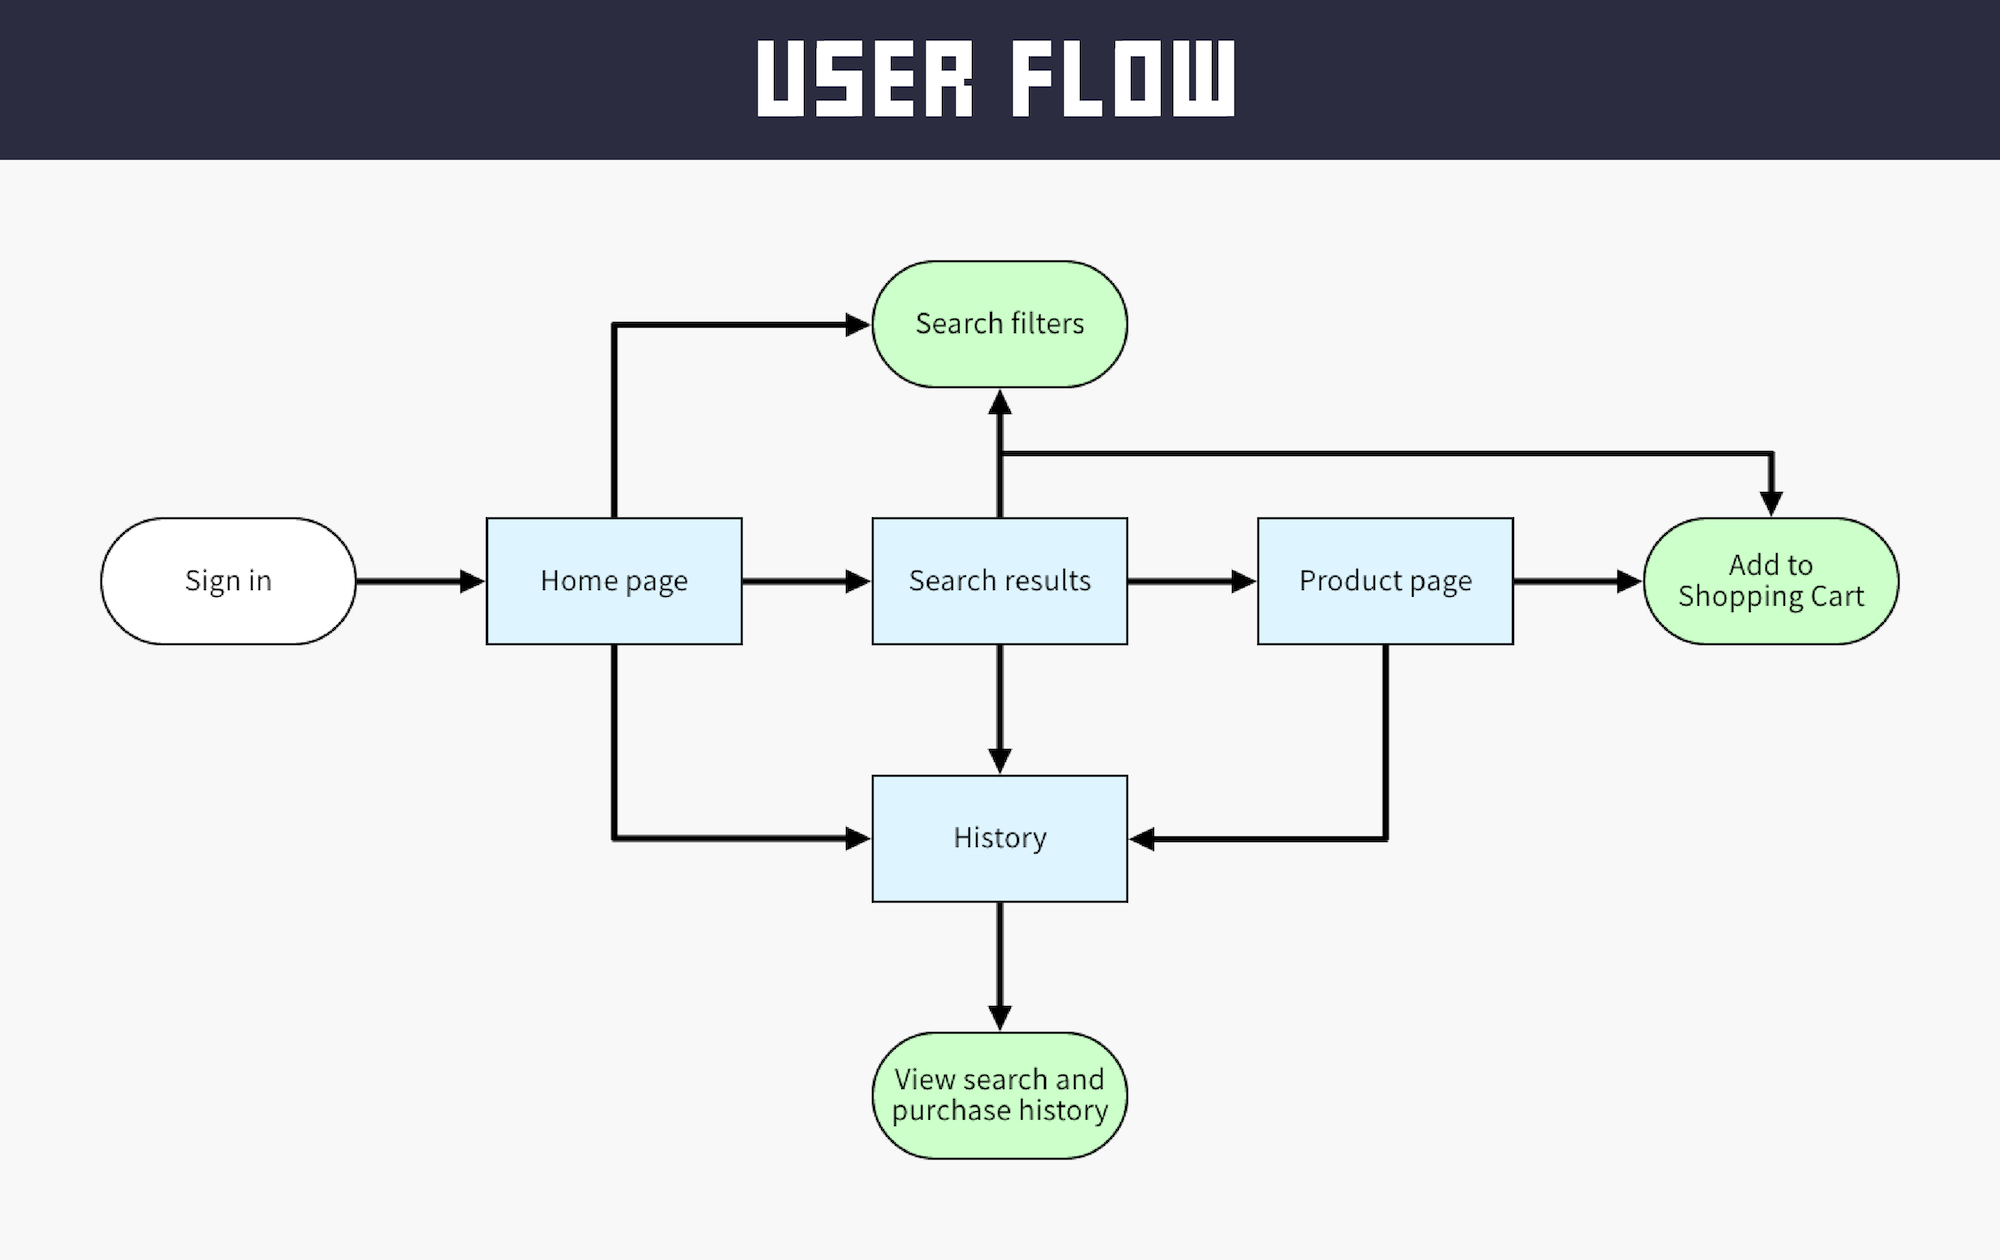 USER FLOW
Search filters
Sign in
Home page
Search results
Product page
Add to
Shopping Cart
History
View search and
purchase history